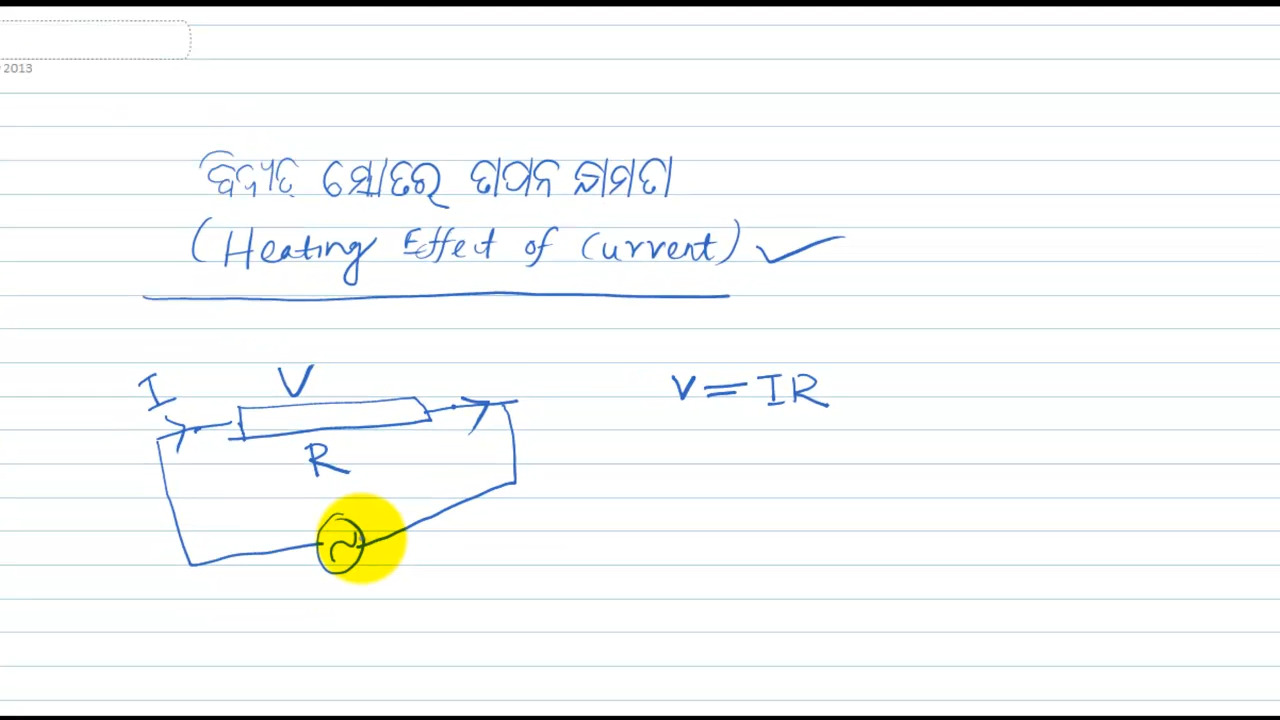 2013
ବିଦ୍ୟୁତ ସ୍ରୋତର ତାପନ କ୍ଷମତା
(Heating Effect of Current)
I
V
V = IR
R